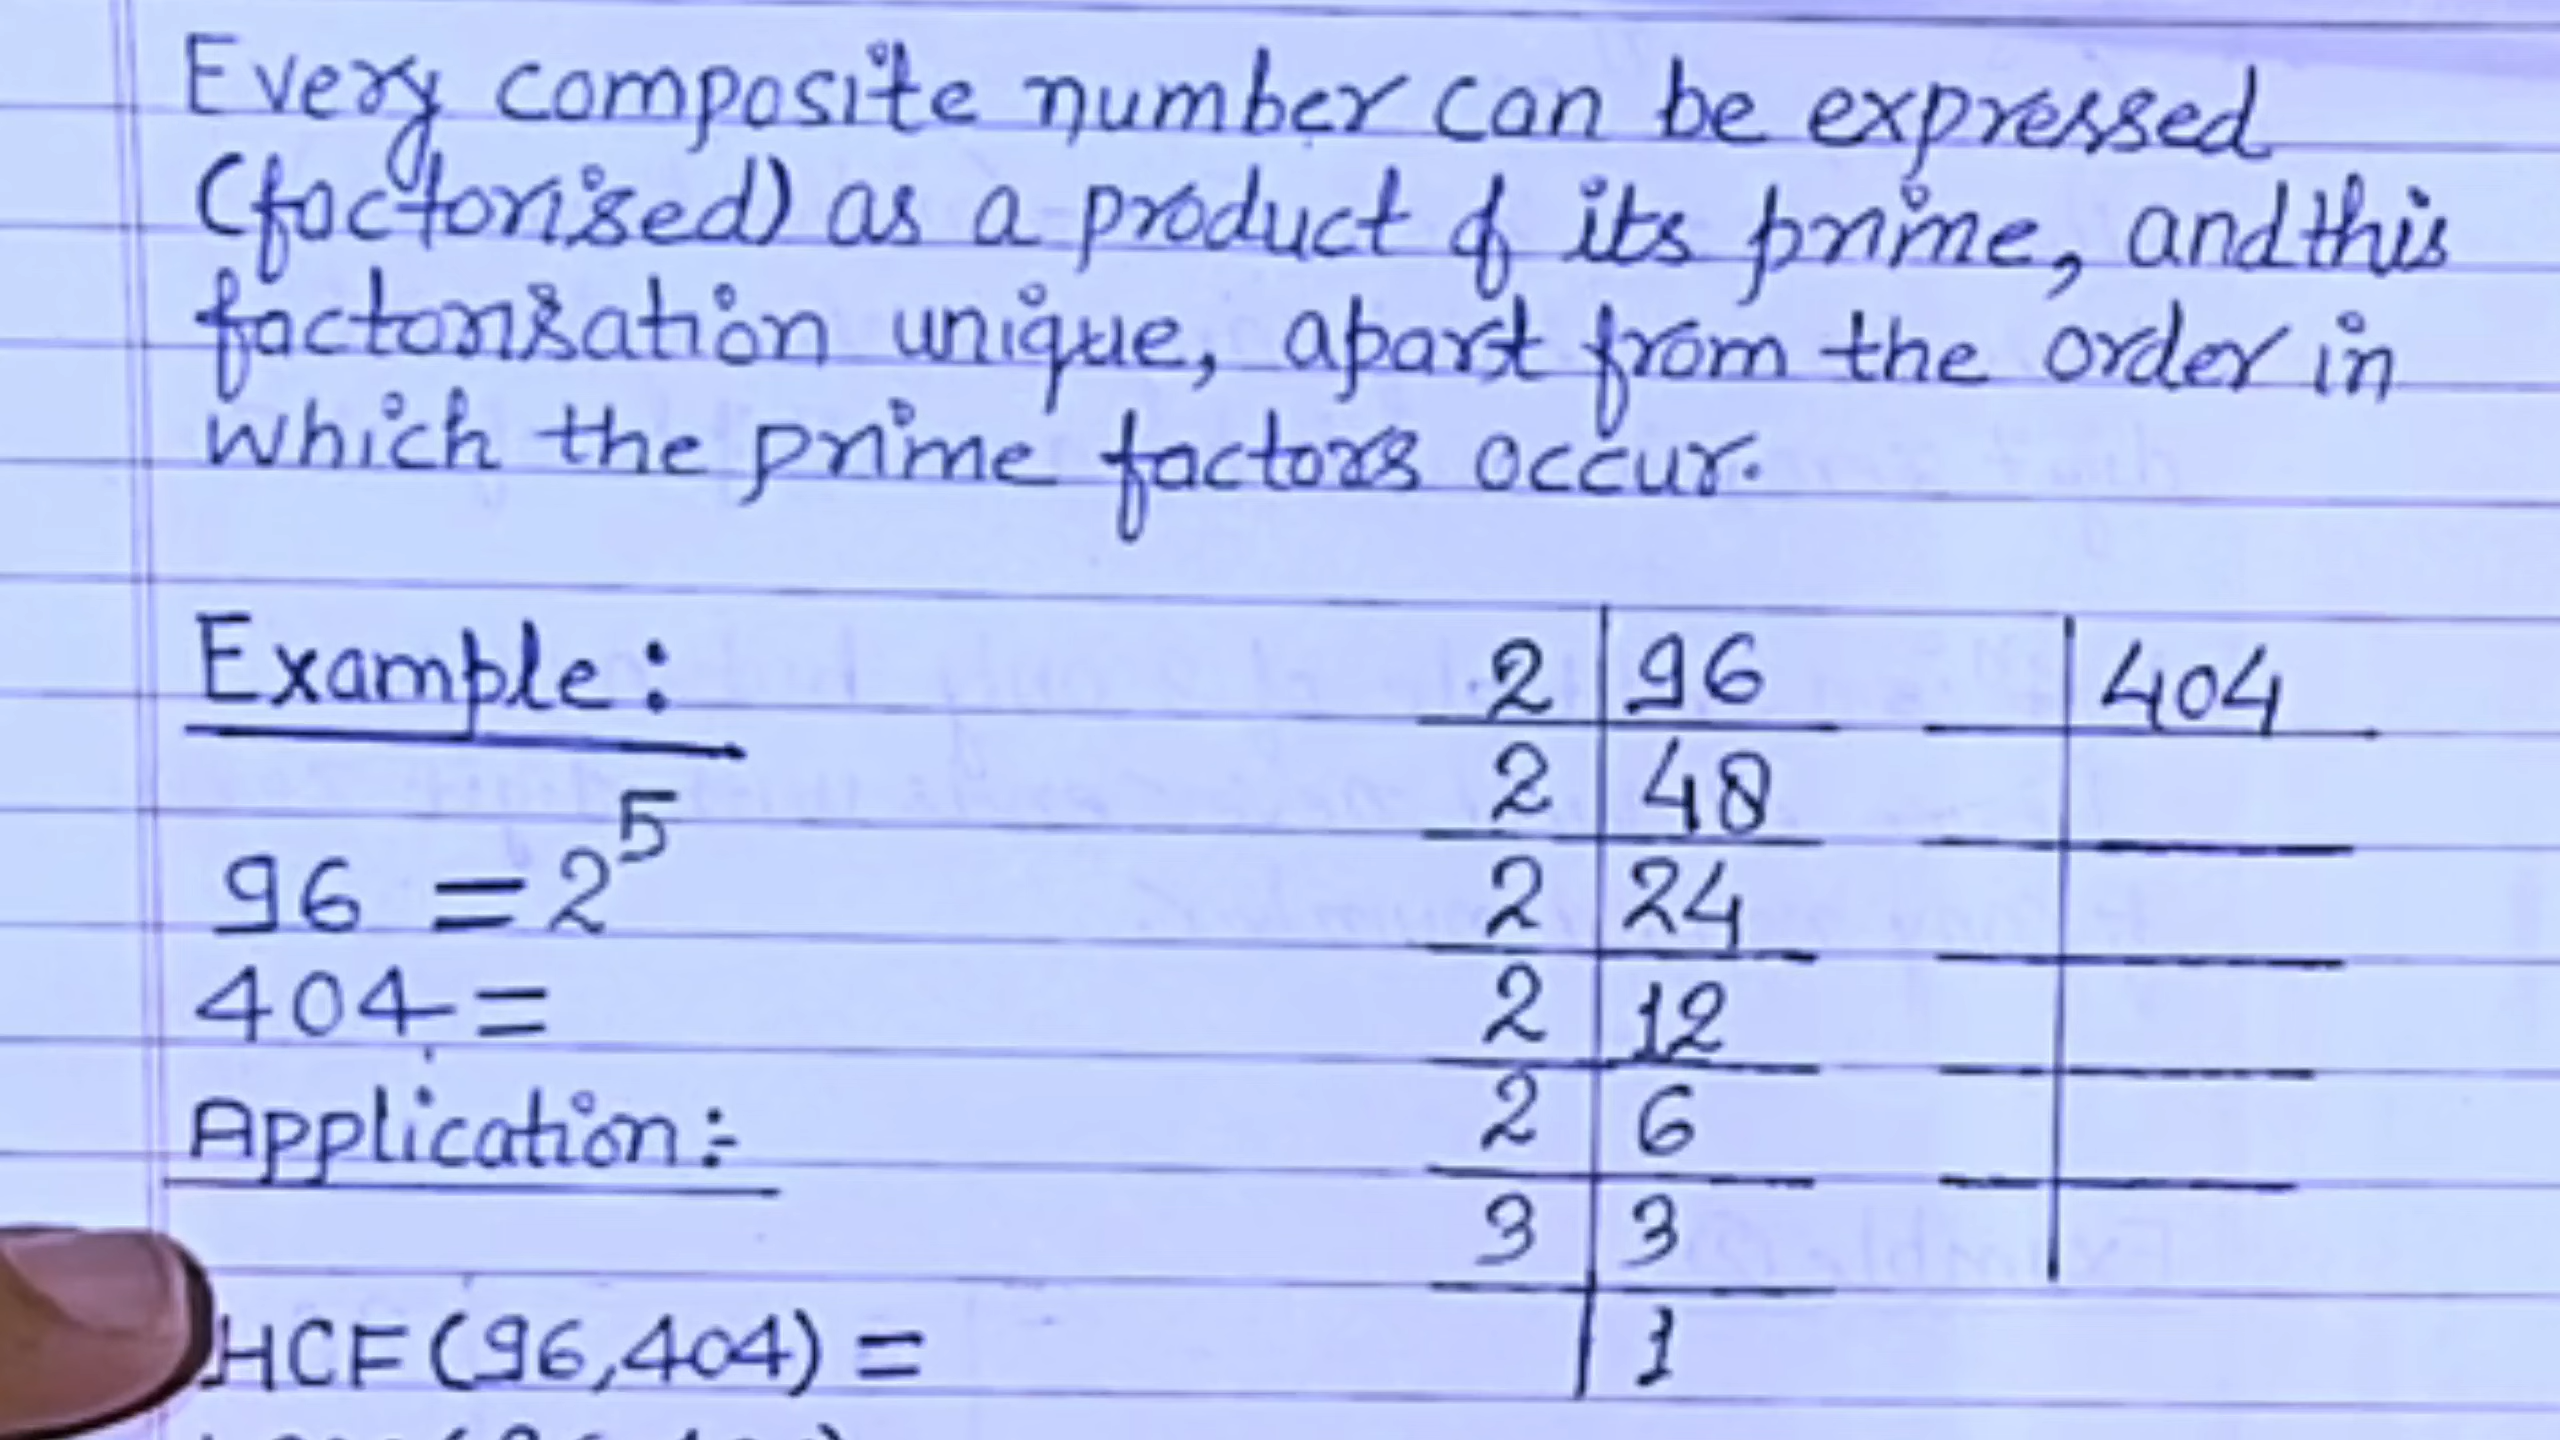 Every composite number can be expressed
(factorised) as a product of its prime, and this
factorisation unique, apart from the order in
which the prime factors occur.
Example:
2 96 404
2 48
96 = 2⁵
2 24
404 =
2 12
Application:-
2 6
3 3
HCF (96,404) =
1